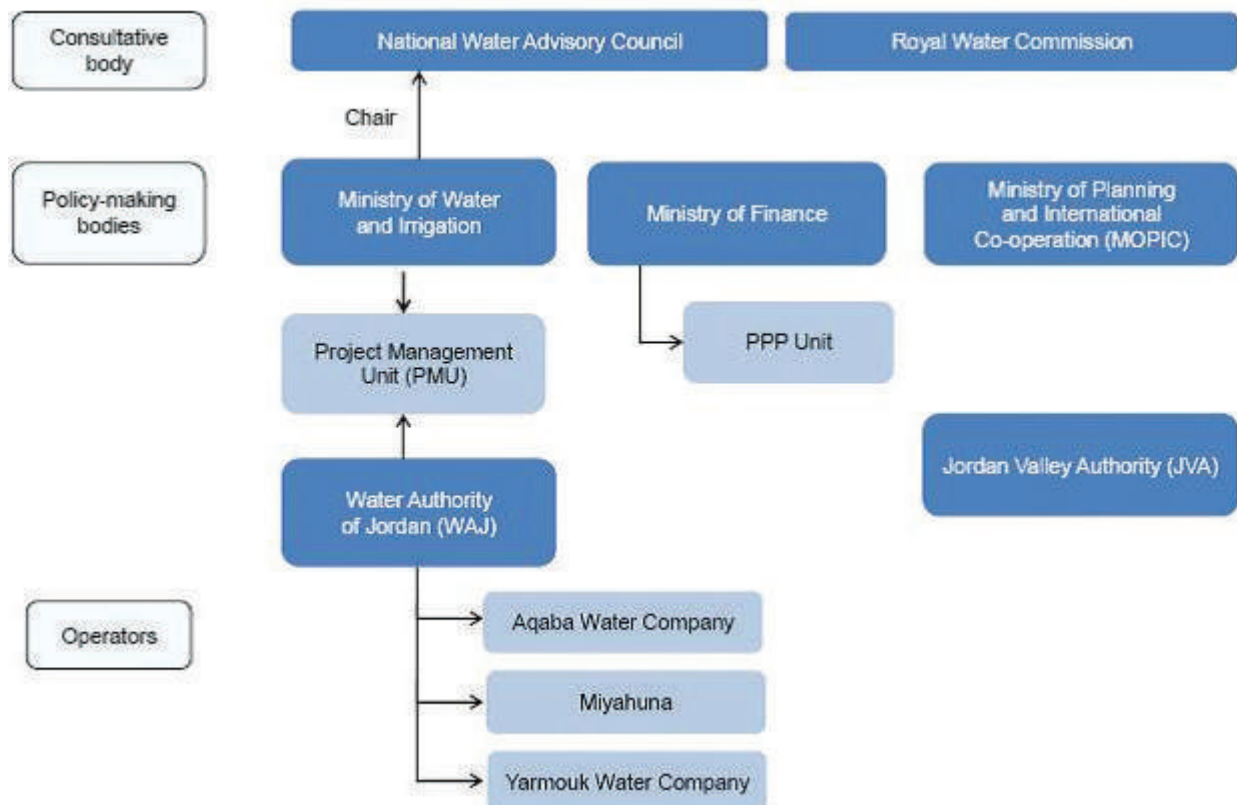 Consultative
body
National Water Advisory Council
Royal Water Commission
Chair
Policy-making
bodies
Ministry of Water
and Irrigation
Ministry of Finance
Ministry of Planning
and International
Co-operation (MOPIC)
Project Management
Unit (PMU)
PPP Unit
Water Authority
of Jordan (WAJ)
Jordan Valley Authority (JVA)
Operators
Aqaba Water Company
Miyahuna
Yarmouk Water Company